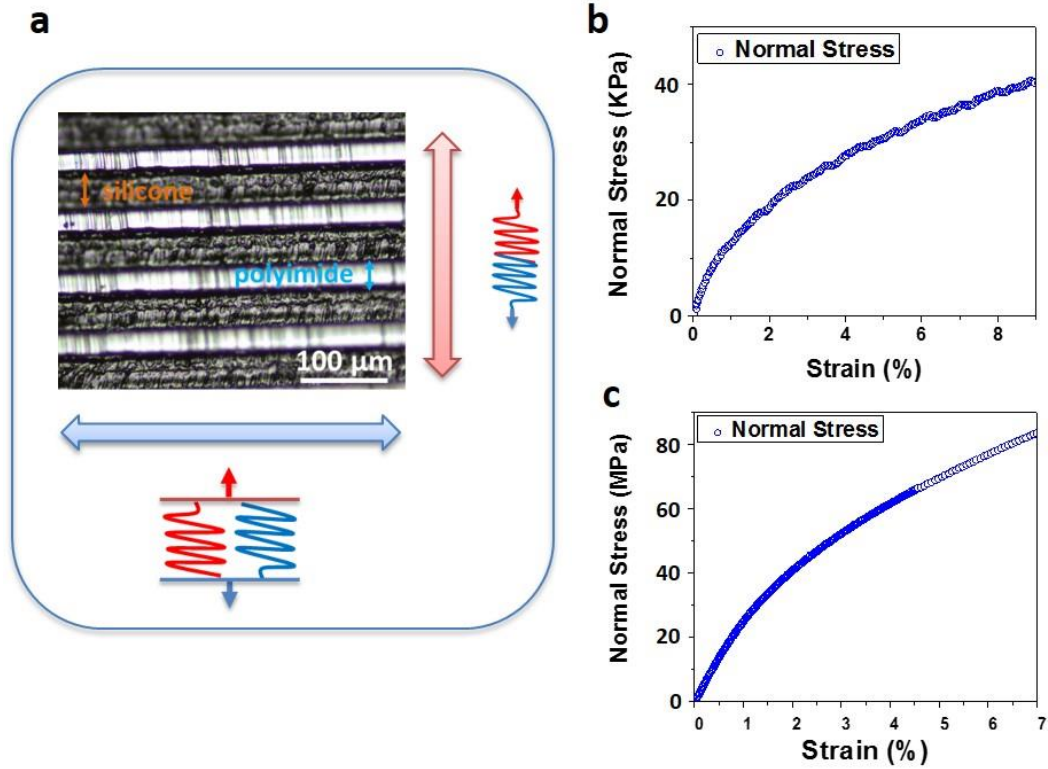 a
silicone
polyimide
100 μm
b
Normal Stress
Normal Stress (KPa)
40
20
0
0 2 4 6 8
Strain (%)
c
Normal Stress
Normal Stress (MPa)
80
60
40
20
0
0 1 2 3 4 5 6 7
Strain (%)